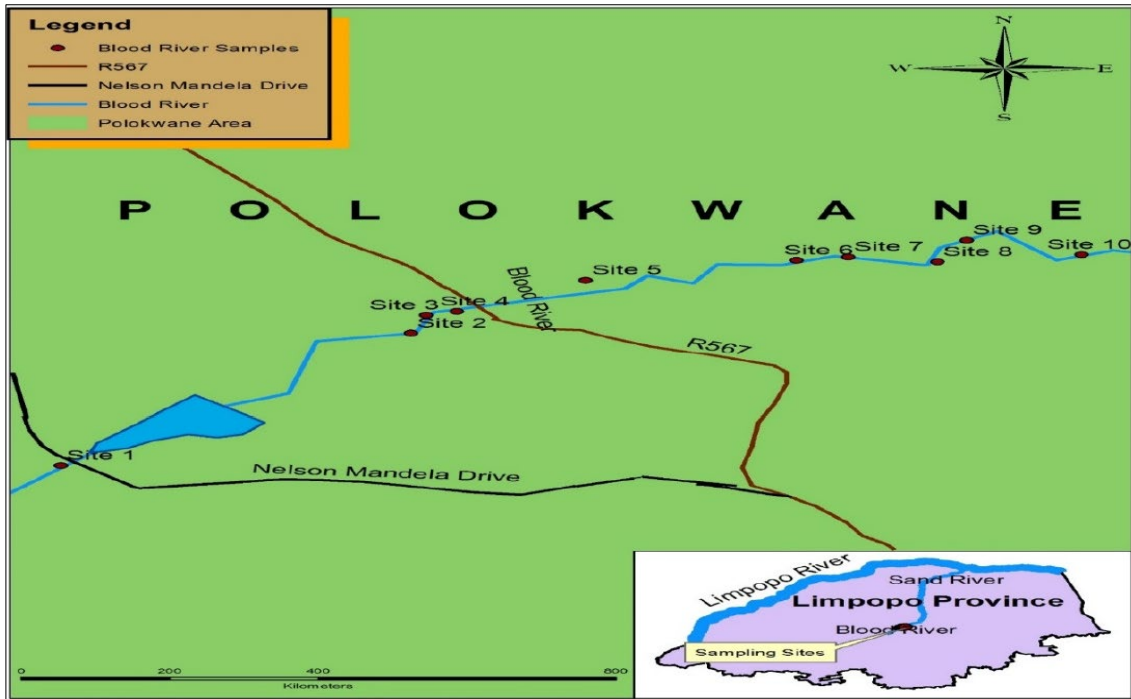 Legend
Blood River Samples
R567
Nelson Mandela Drive
Blood River
Polokwane Area
N
W E
S
P O L O K W A N E
Site 9
Site 6 Site 7 Site 10
Site 8
Site 5
Blood River
Site 3 Site 4
Site 2
R567
Site 1
Nelson Mandela Drive
Limpopo River
Sand River
Limpopo Province
Blood River
Sampling Sites
0 200 400 800
Kilometers